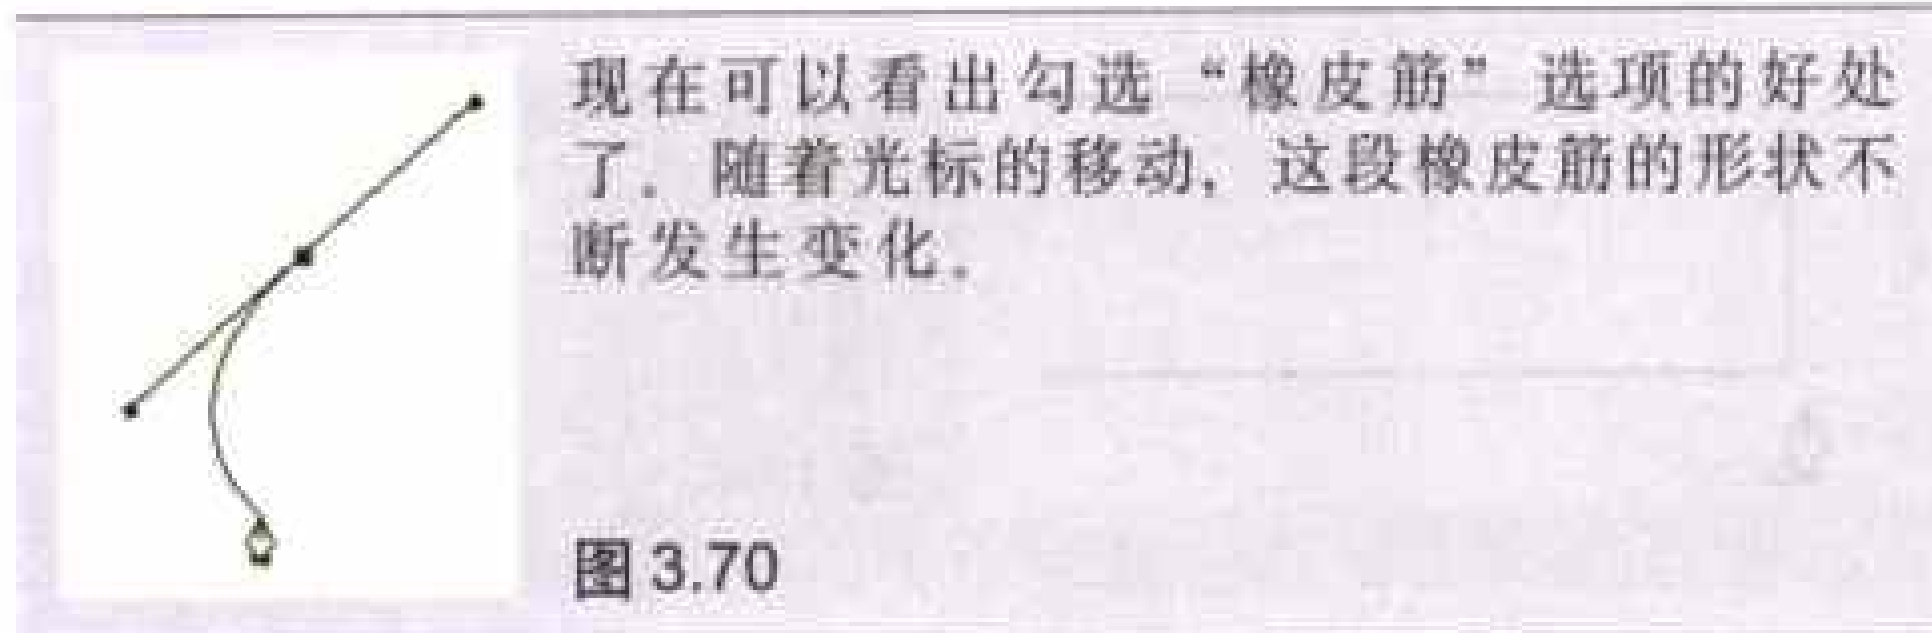 现在可以看出勾选“橡皮筋”选项的好处
了。随着光标的移动，这段橡皮筋的形状不
断发生变化。
图 3.70